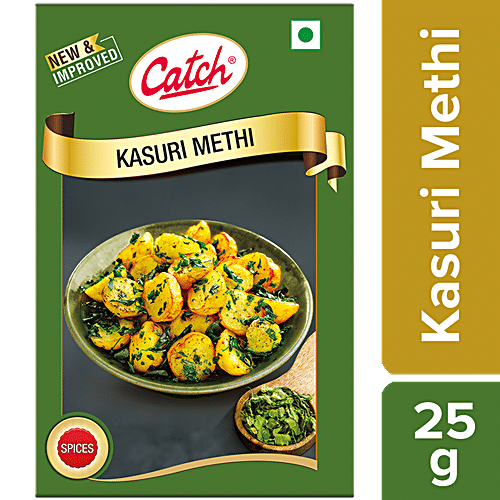 NEW &
IMPROVED
Catch®
KASURI METHI
SPICES
Kasuri Methi
25
g